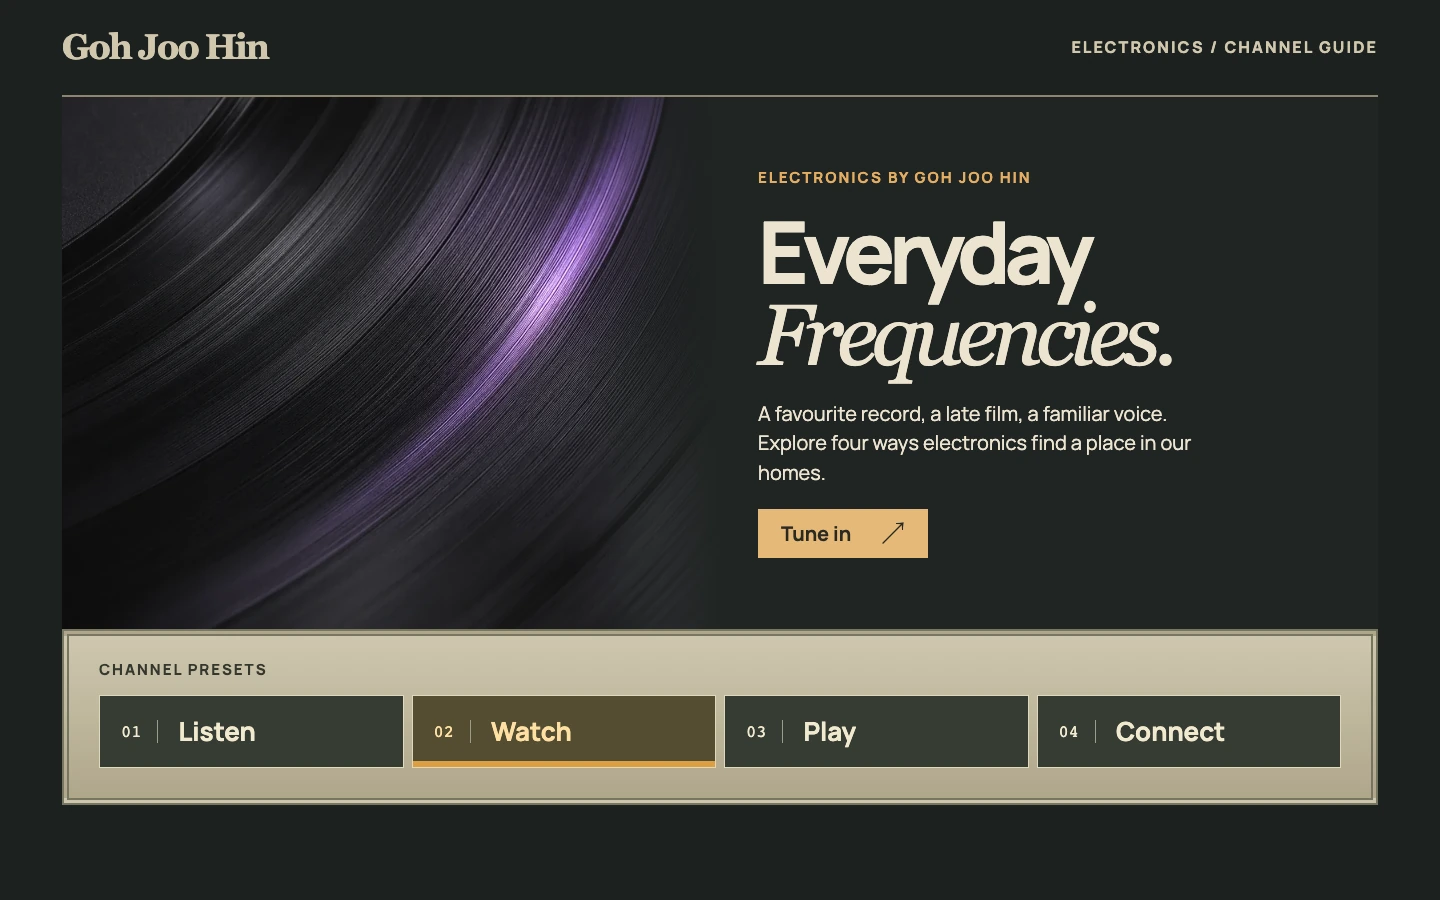 Goh Joo Hin
ELECTRONICS / CHANNEL GUIDE
ELECTRONICS BY GOH JOO HIN
Everyday
Frequencies.
A favourite record, a late film, a familiar voice.
Explore four ways electronics find a place in our
homes.
Tune in
CHANNEL PRESETS
01 Listen
02 Watch
03 Play
04 Connect